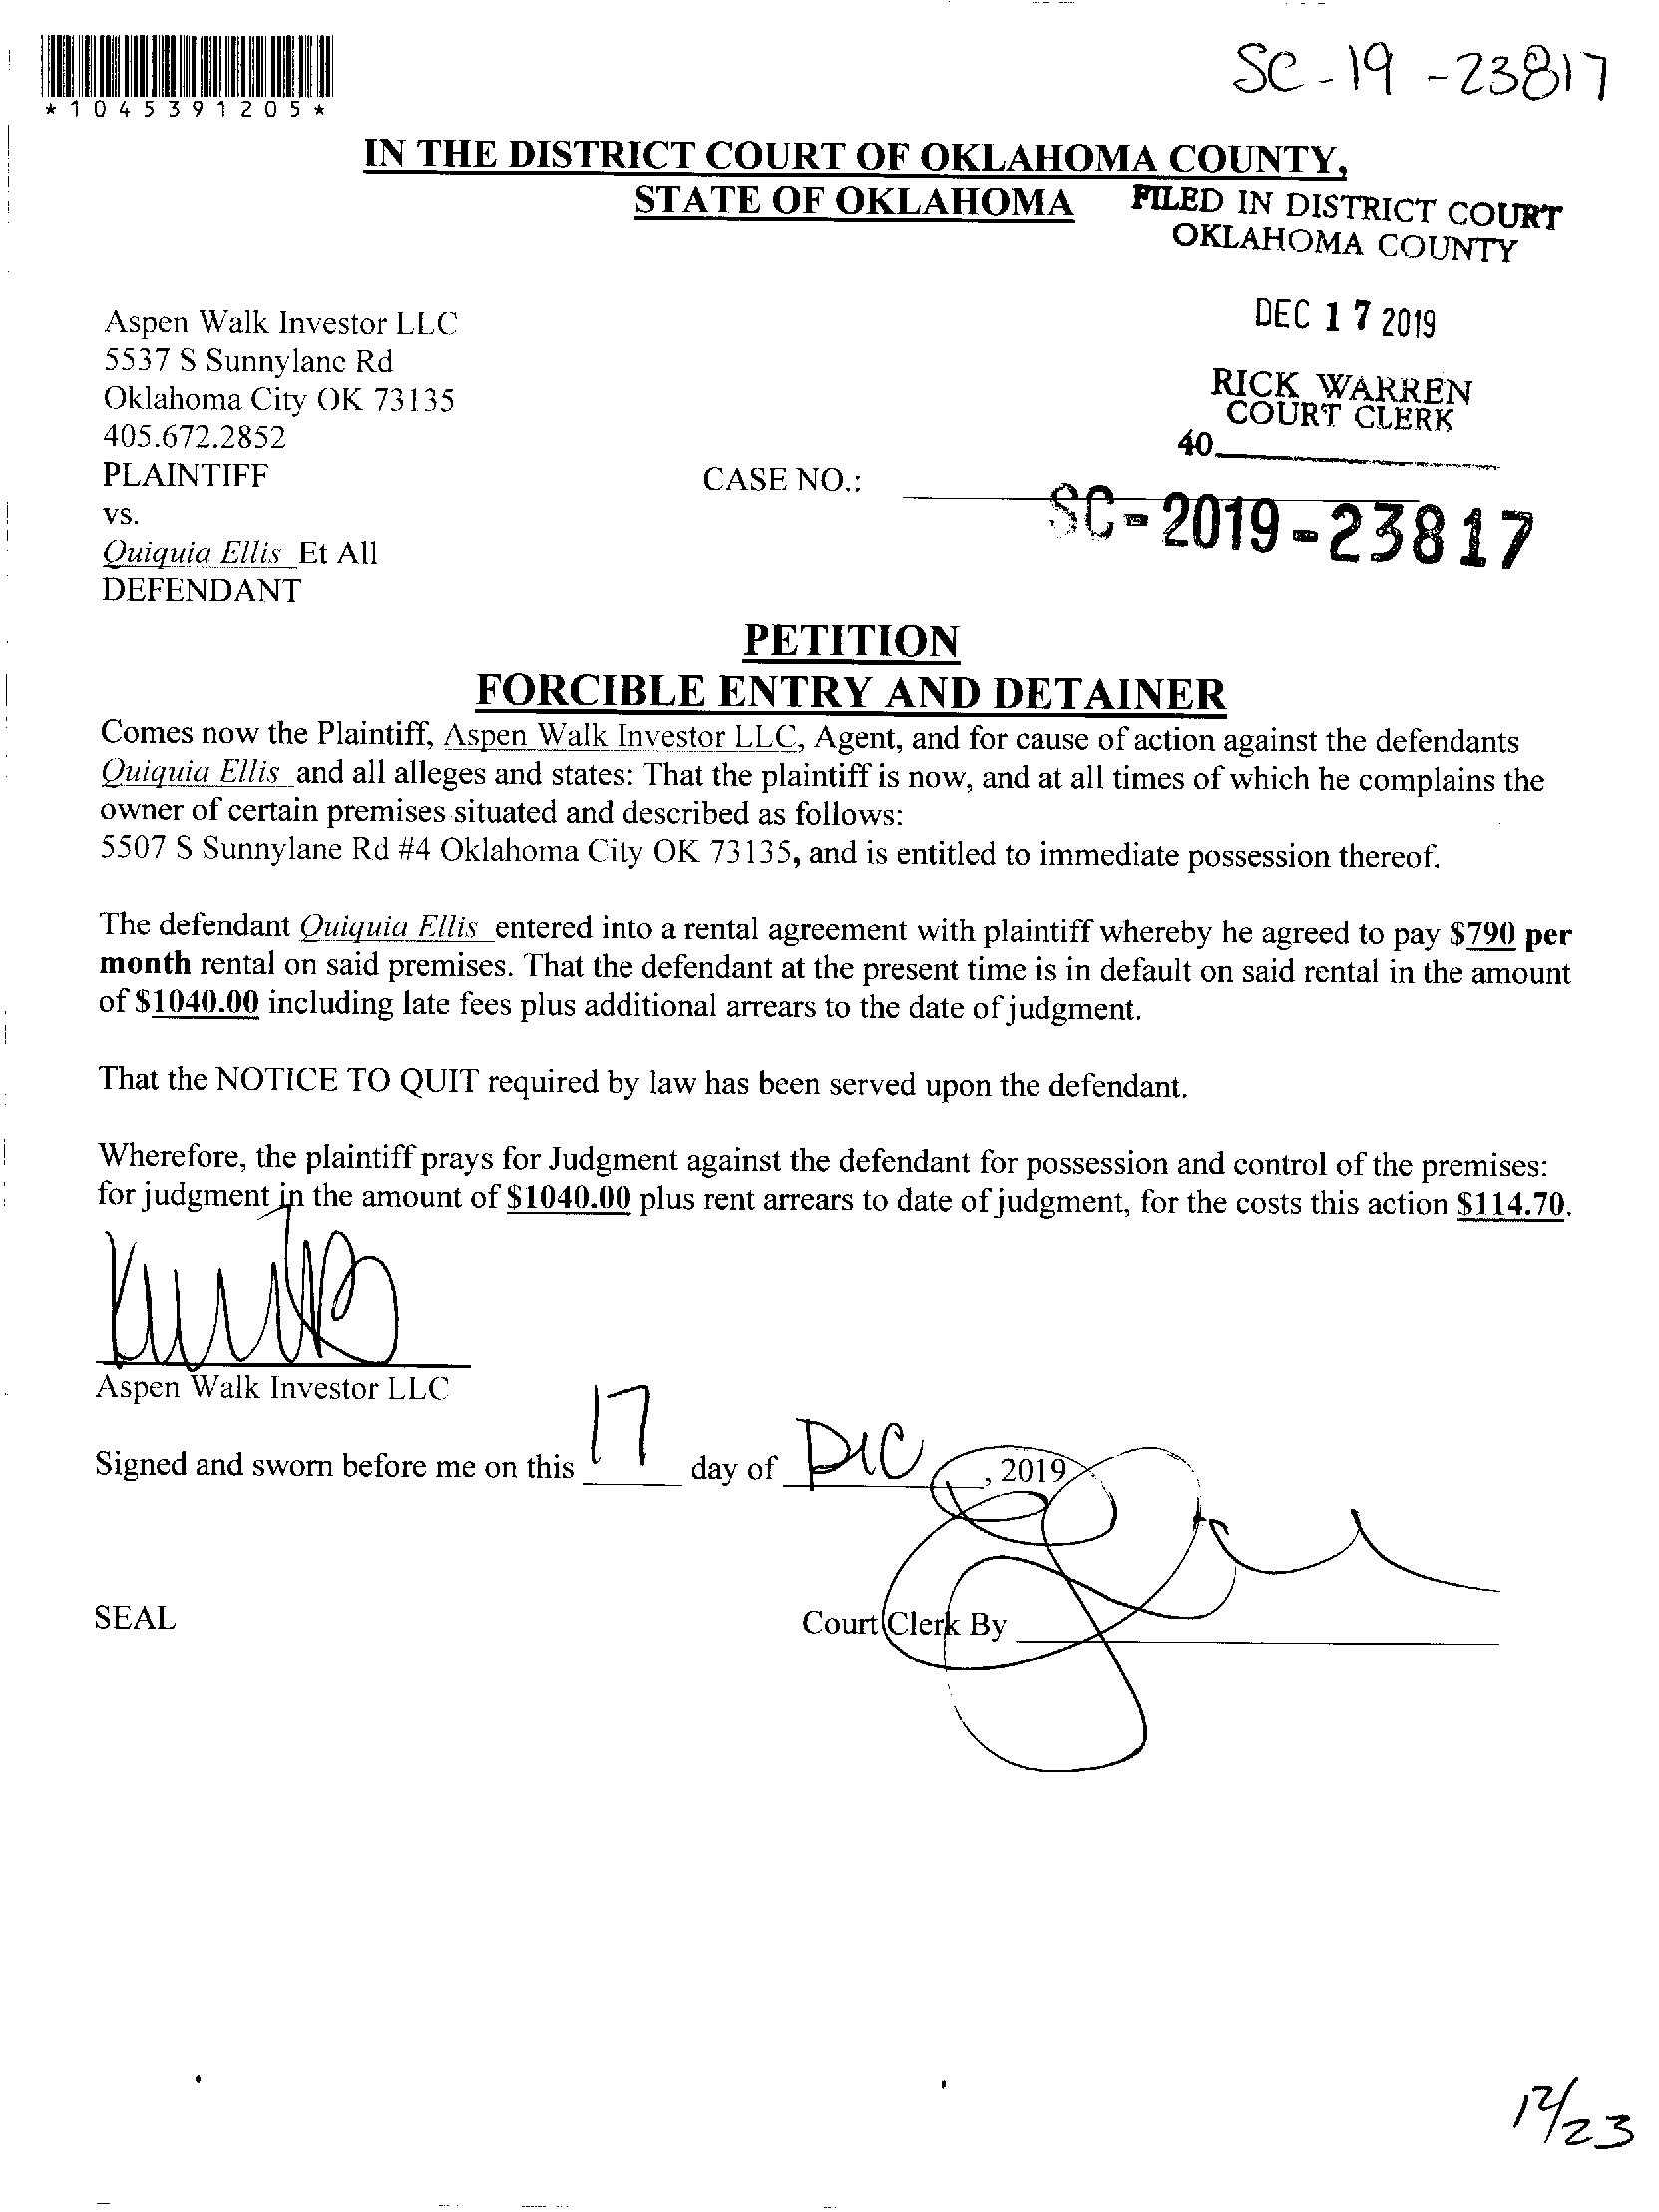 SC-19-23817
*1045391205*
IN THE DISTRICT COURT OF OKLAHOMA COUNTY,
STATE OF OKLAHOMA
FILED IN DISTRICT COURT
OKLAHOMA COUNTY
DEC 17 2019
RICK WARREN
COURT CLERK
40
Aspen Walk Investor LLC
5537 S Sunnylane Rd
Oklahoma City OK 73135
405.672.2852
PLAINTIFF
CASE NO.:
SC-2019-23817
vs.
Quiquia Ellis Et All
DEFENDANT
PETITION
FORCIBLE ENTRY AND DETAINER
Comes now the Plaintiff, Aspen Walk Investor LLC, Agent, and for cause of action against the defendants
Quiquia Ellis and all alleges and states: That the plaintiff is now, and at all times of which he complains the
owner of certain premises situated and described as follows:
5507 S Sunnylane Rd #4 Oklahoma City OK 73135, and is entitled to immediate possession thereof.
The defendant Quiquia Ellis entered into a rental agreement with plaintiff whereby he agreed to pay $790 per
month rental on said premises. That the defendant at the present time is in default on said rental in the amount
of $1040.00 including late fees plus additional arrears to the date of judgment.
That the NOTICE TO QUIT required by law has been served upon the defendant.
Wherefore, the plaintiff prays for Judgment against the defendant for possession and control of the premises:
for judgment in the amount of $1040.00 plus rent arrears to date of judgment, for the costs this action $114.70.
Aspen Walk Investor LLC
Signed and sworn before me on this 17 day of DEC, 2019
SEAL
Court Clerk By
12/23